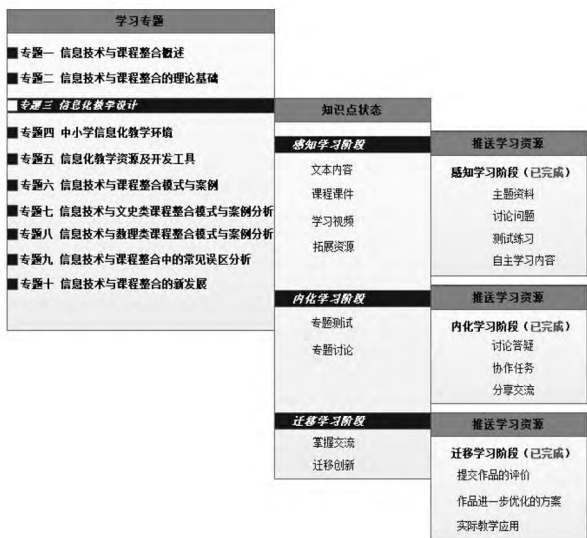 学习专题
专题一 信息技术与课程整合概述
专题二 信息技术与课程整合的理论基础
专题三 信息化教学设计
专题四 中小学信息化教学环境
专题五 信息化教学资源及开发工具
专题六 信息技术与课程整合模式与案例
专题七 信息技术与文史类课程整合模式与案例分析
专题八 信息技术与数理类课程整合模式与案例分析
专题九 信息技术与课程整合中的常见误区分析
专题十 信息技术与课程整合的新发展
知识点状态
感知学习阶段
文本内容
课程课件
学习视频
拓展资源
内化学习阶段
专题测试
专题讨论
迁移学习阶段
掌握交流
迁移创新
推送学习资源
感知学习阶段（已完成）
主题资料
讨论问题
测试练习
自主学习内容
推送学习资源
内化学习阶段（已完成）
讨论答疑
协作任务
分享交流
推送学习资源
迁移学习阶段（已完成）
提交作品的评价
作品进一步优化的方案
实际教学应用